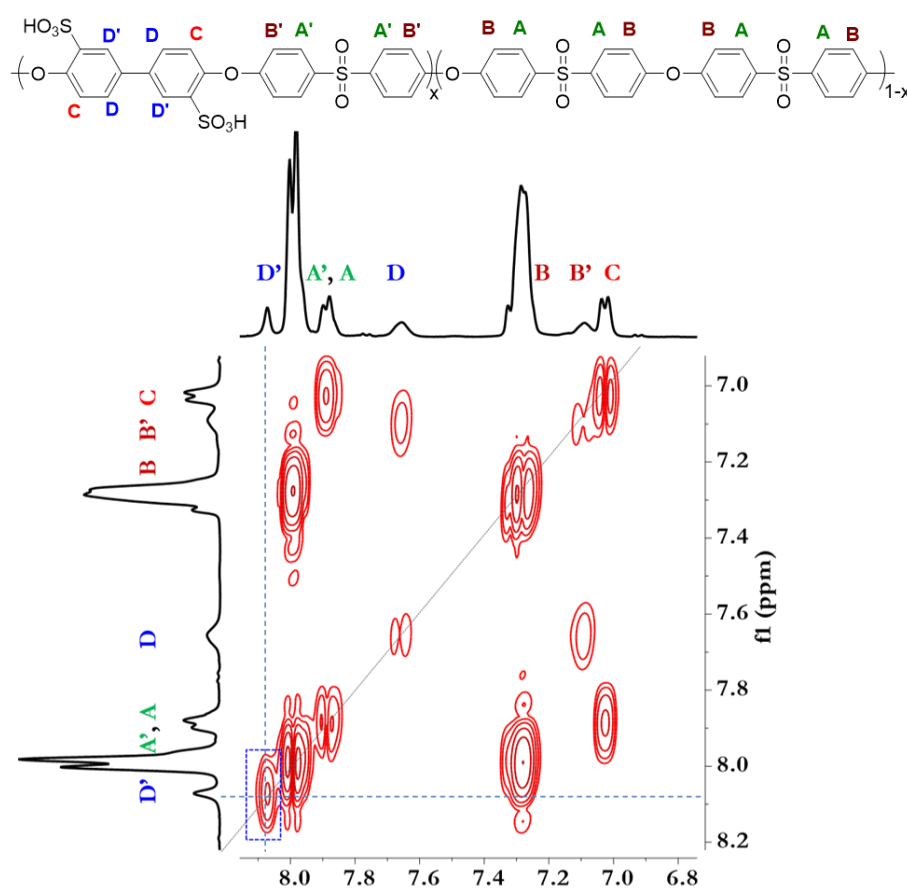 HO₃S D' D C B' A' A' B' B A A B B A A B
O O S O O x O S O O S O O 1-x
C D D' SO₃H
D' A', A D B B' C
C
B'
B
D
A', A
D'
7.0
7.2
7.4
7.6
7.8
8.0
8.2
f1 (ppm)
8.0 7.8 7.6 7.4 7.2 7.0 6.8